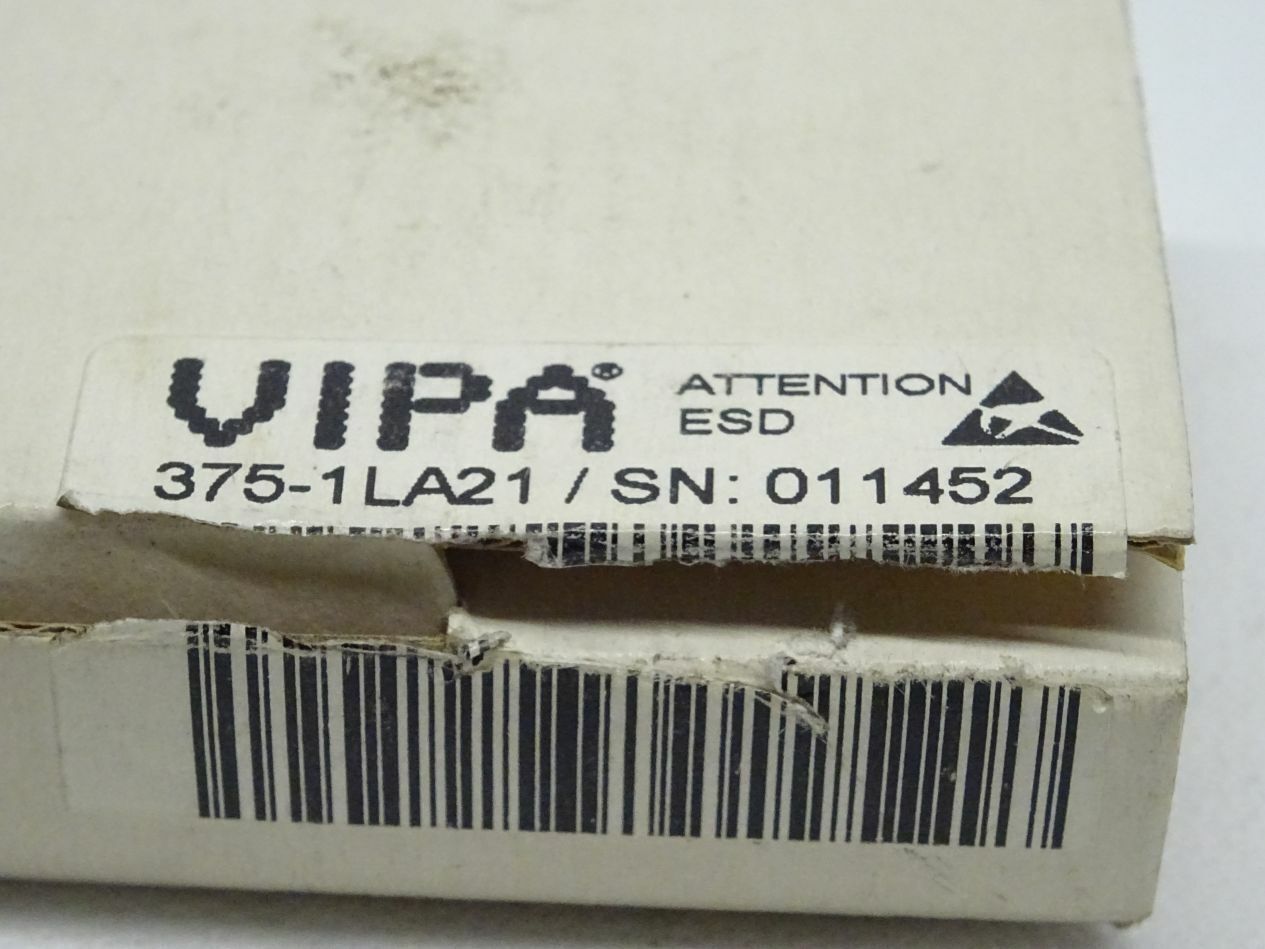 VIPA®
ATTENTION
ESD
375-1LA21 / SN: 011452